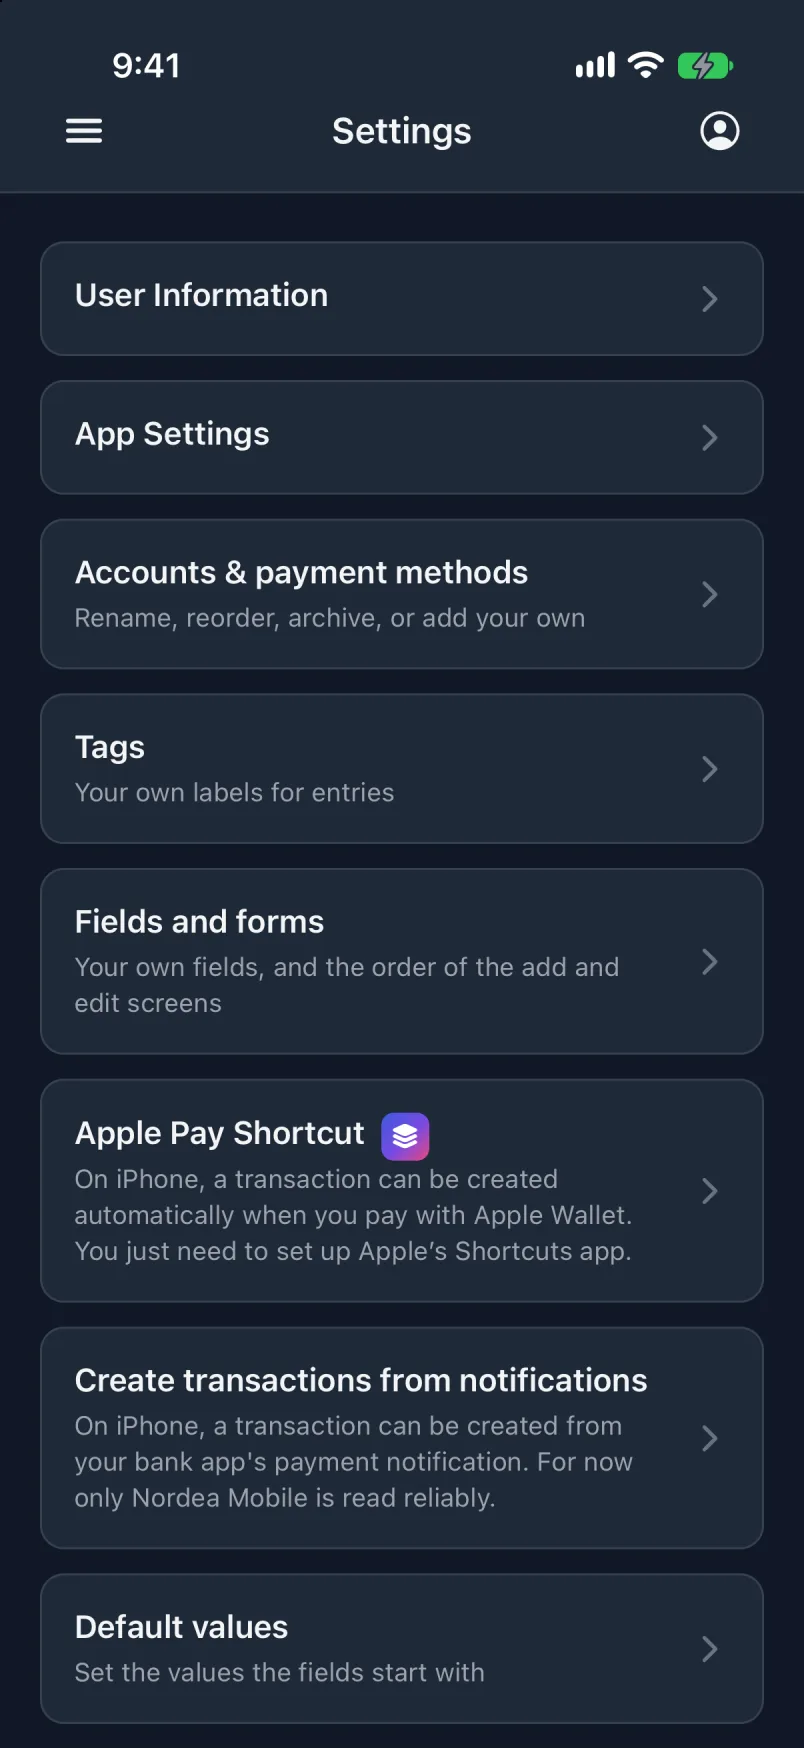 9:41
Settings
User Information
App Settings
Accounts & payment methods
Rename, reorder, archive, or add your own
Tags
Your own labels for entries
Fields and forms
Your own fields, and the order of the add and
edit screens
Apple Pay Shortcut
On iPhone, a transaction can be created
automatically when you pay with Apple Wallet.
You just need to set up Apple’s Shortcuts app.
Create transactions from notifications
On iPhone, a transaction can be created from
your bank app's payment notification. For now
only Nordea Mobile is read reliably.
Default values
Set the values the fields start with